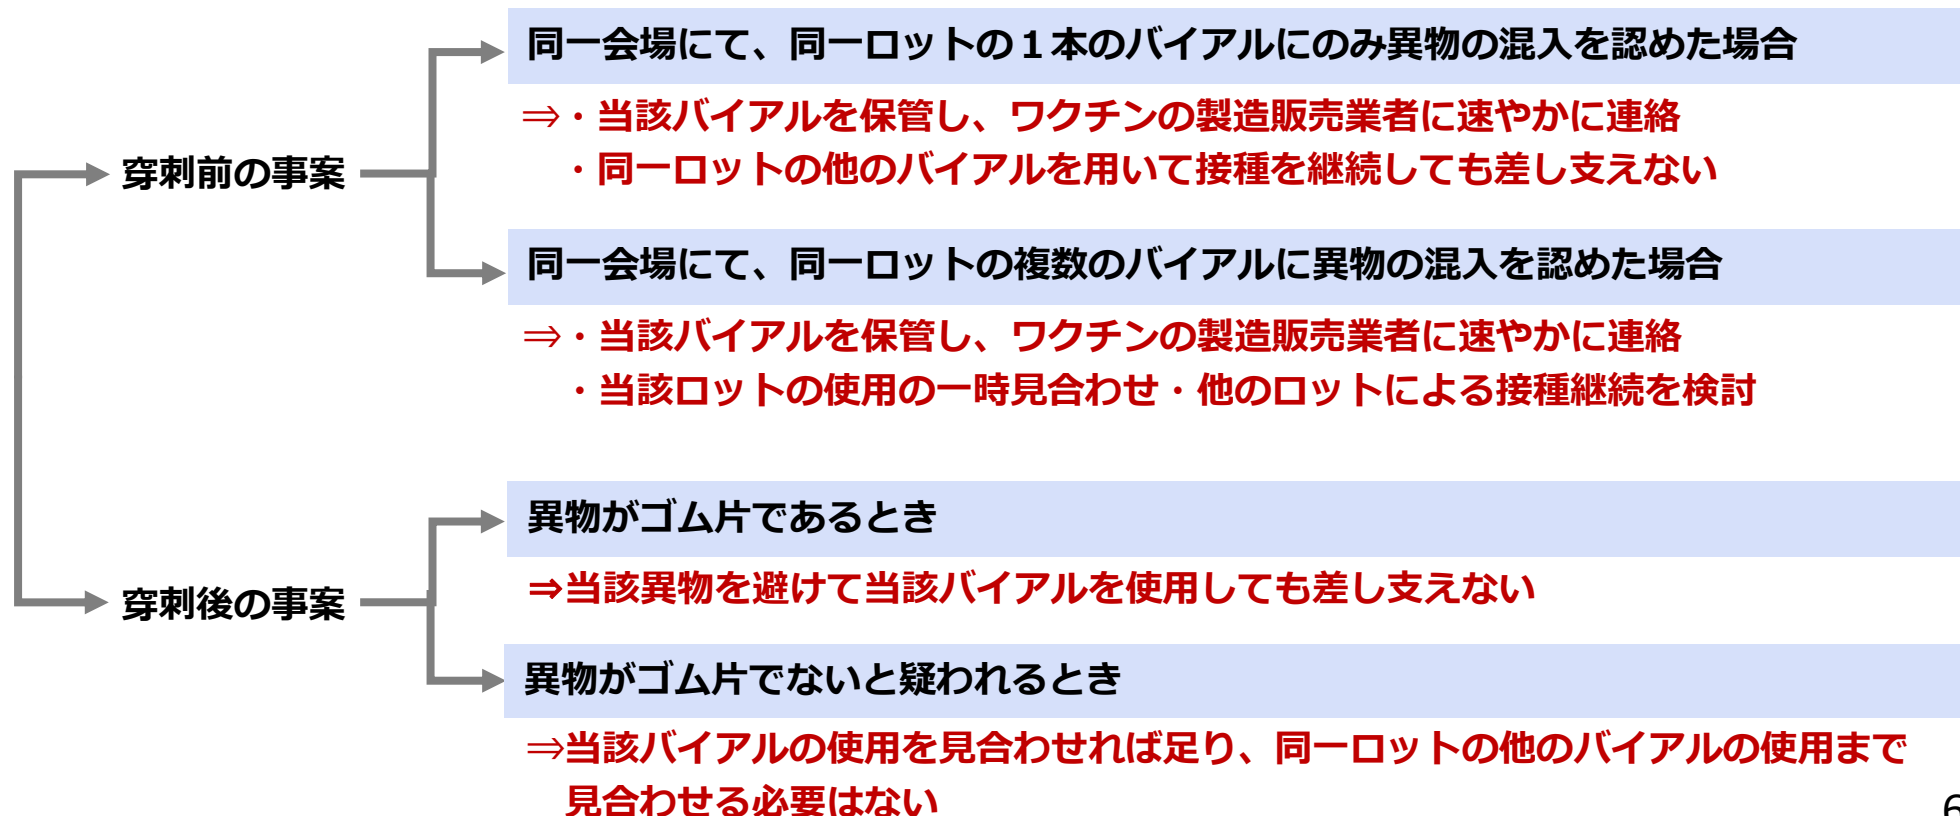 同一会場にて、同一ロットの１本のバイアルにのみ異物の混入を認めた場合
⇒・当該バイアルを保管し、ワクチンの製造販売業者に速やかに連絡
・同一ロットの他のバイアルを用いて接種を継続しても差し支えない
穿刺前の事案
同一会場にて、同一ロットの複数のバイアルに異物の混入を認めた場合
⇒・当該バイアルを保管し、ワクチンの製造販売業者に速やかに連絡
・当該ロットの使用の一時見合わせ・他のロットによる接種継続を検討
異物がゴム片であるとき
⇒当該異物を避けて当該バイアルを使用しても差し支えない
穿刺後の事案
異物がゴム片でないと疑われるとき
⇒当該バイアルの使用を見合わせれば足り、同一ロットの他のバイアルの使用まで
見合わせる必要はない
6